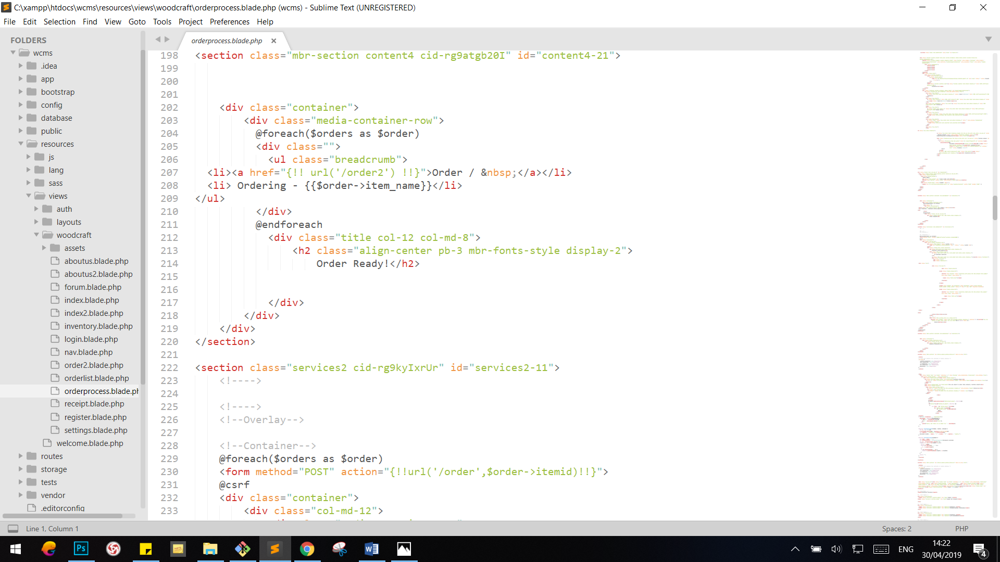 C:\xampp\htdocs\wcms\resources\views\woodcraft\orderprocess.blade.php (wcms) - Sublime Text (UNREGISTERED)
File Edit Selection Find View Goto Tools Project Preferences Help
FOLDERS
wcms
.idea
app
bootstrap
config
database
public
resources
js
lang
sass
views
auth
layouts
woodcraft
assets
aboutus.blade.php
aboutus2.blade.php
forum.blade.php
index.blade.php
index2.blade.php
inventory.blade.php
login.blade.php
nav.blade.php
order2.blade.php
orderlist.blade.php
orderprocess.blade.ph
receipt.blade.php
register.blade.php
settings.blade.php
welcome.blade.php
routes
storage
tests
vendor
.editorconfig
orderprocess.blade.php
198 <section class="mbr-section content4 cid-rg9atgb20I" id="content4-21">
199
200
201
202 <div class="container">
203 <div class="media-container-row">
204 @foreach($orders as $order)
205 <div class="">
206 <ul class="breadcrumb">
207 <li><a href="{!! url('/order2') !!}">Order / &nbsp;</a></li>
208 <li> Ordering - {{$order->item_name}}</li>
209 </ul>
210 </div>
211 @endforeach
212 <div class="title col-12 col-md-8">
213 <h2 class="align-center pb-3 mbr-fonts-style display-2">
214 Order Ready!</h2>
215
216
217 </div>
218 </div>
219 </div>
220 </section>
221
222 <section class="services2 cid-rg9kyIxrUr" id="services2-11">
223 <!---->
224
225 <!---->
226 <!--Overlay-->
227
228 <!--Container-->
229 @foreach($orders as $order)
230 <form method="POST" action="{!!url('/order',$order->itemid)!!}">
231 @csrf
232 <div class="container">
233 <div class="col-md-12">
Line 1, Column 1
Spaces: 2
PHP
Ps
ENG
14:22
30/04/2019
4